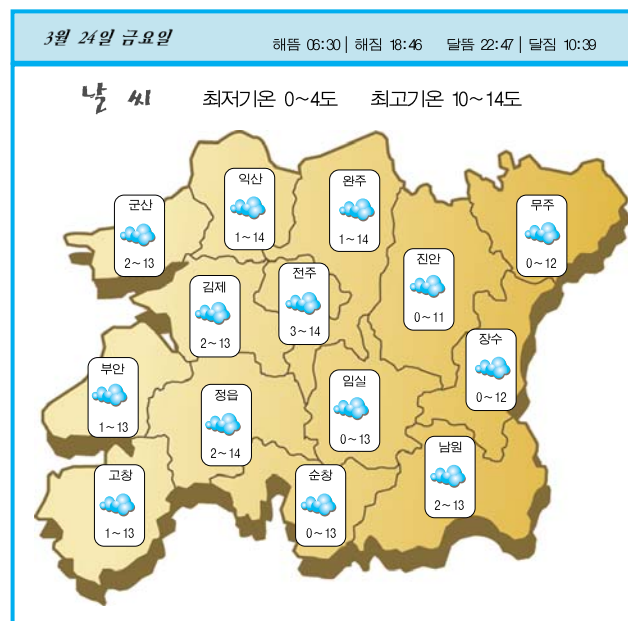 3월 24일 금요일
해뜸 06:30 | 해짐 18:46 달뜸 22:47 | 달짐 10:39
날 씨 최저기온 0~4도 최고기온 10~14도
익산
1~14
완주
1~14
군산
2~13
무주
0~12
진안
0~11
김제
2~13
전주
3~14
장수
0~12
부안
1~13
정읍
2~14
임실
0~13
남원
2~13
고창
1~13
순창
0~13